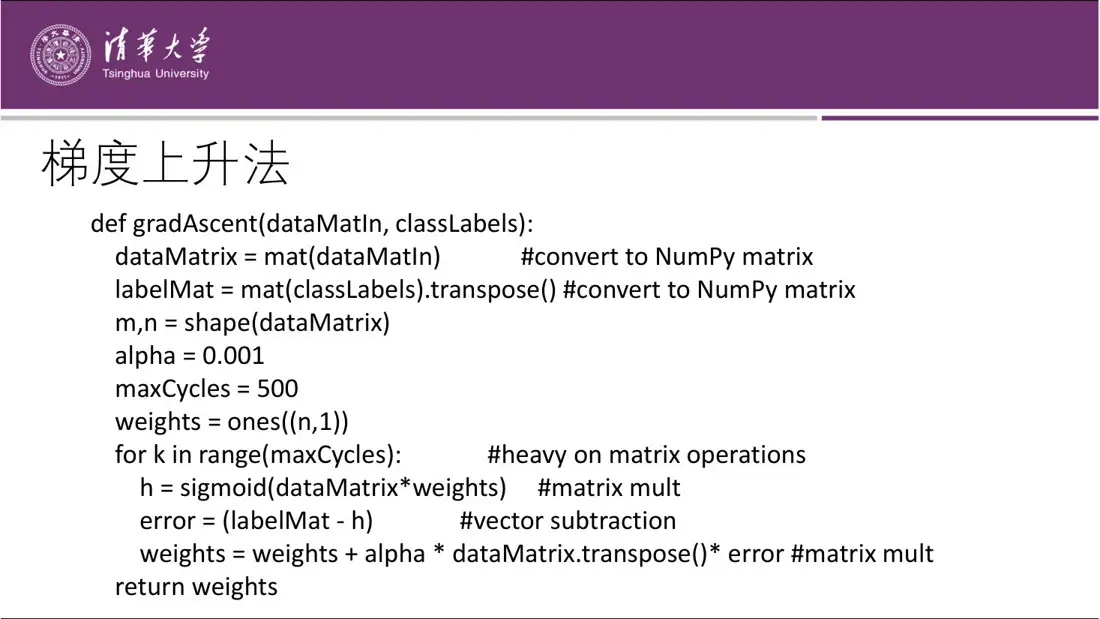 清华大学
Tsinghua University
梯度上升法
def gradAscent(dataMatIn, classLabels):
dataMatrix = mat(dataMatIn) #convert to NumPy matrix
labelMat = mat(classLabels).transpose() #convert to NumPy matrix
m,n = shape(dataMatrix)
alpha = 0.001
maxCycles = 500
weights = ones((n,1))
for k in range(maxCycles): #heavy on matrix operations
h = sigmoid(dataMatrix*weights) #matrix mult
error = (labelMat - h) #vector subtraction
weights = weights + alpha * dataMatrix.transpose()* error #matrix mult
return weights